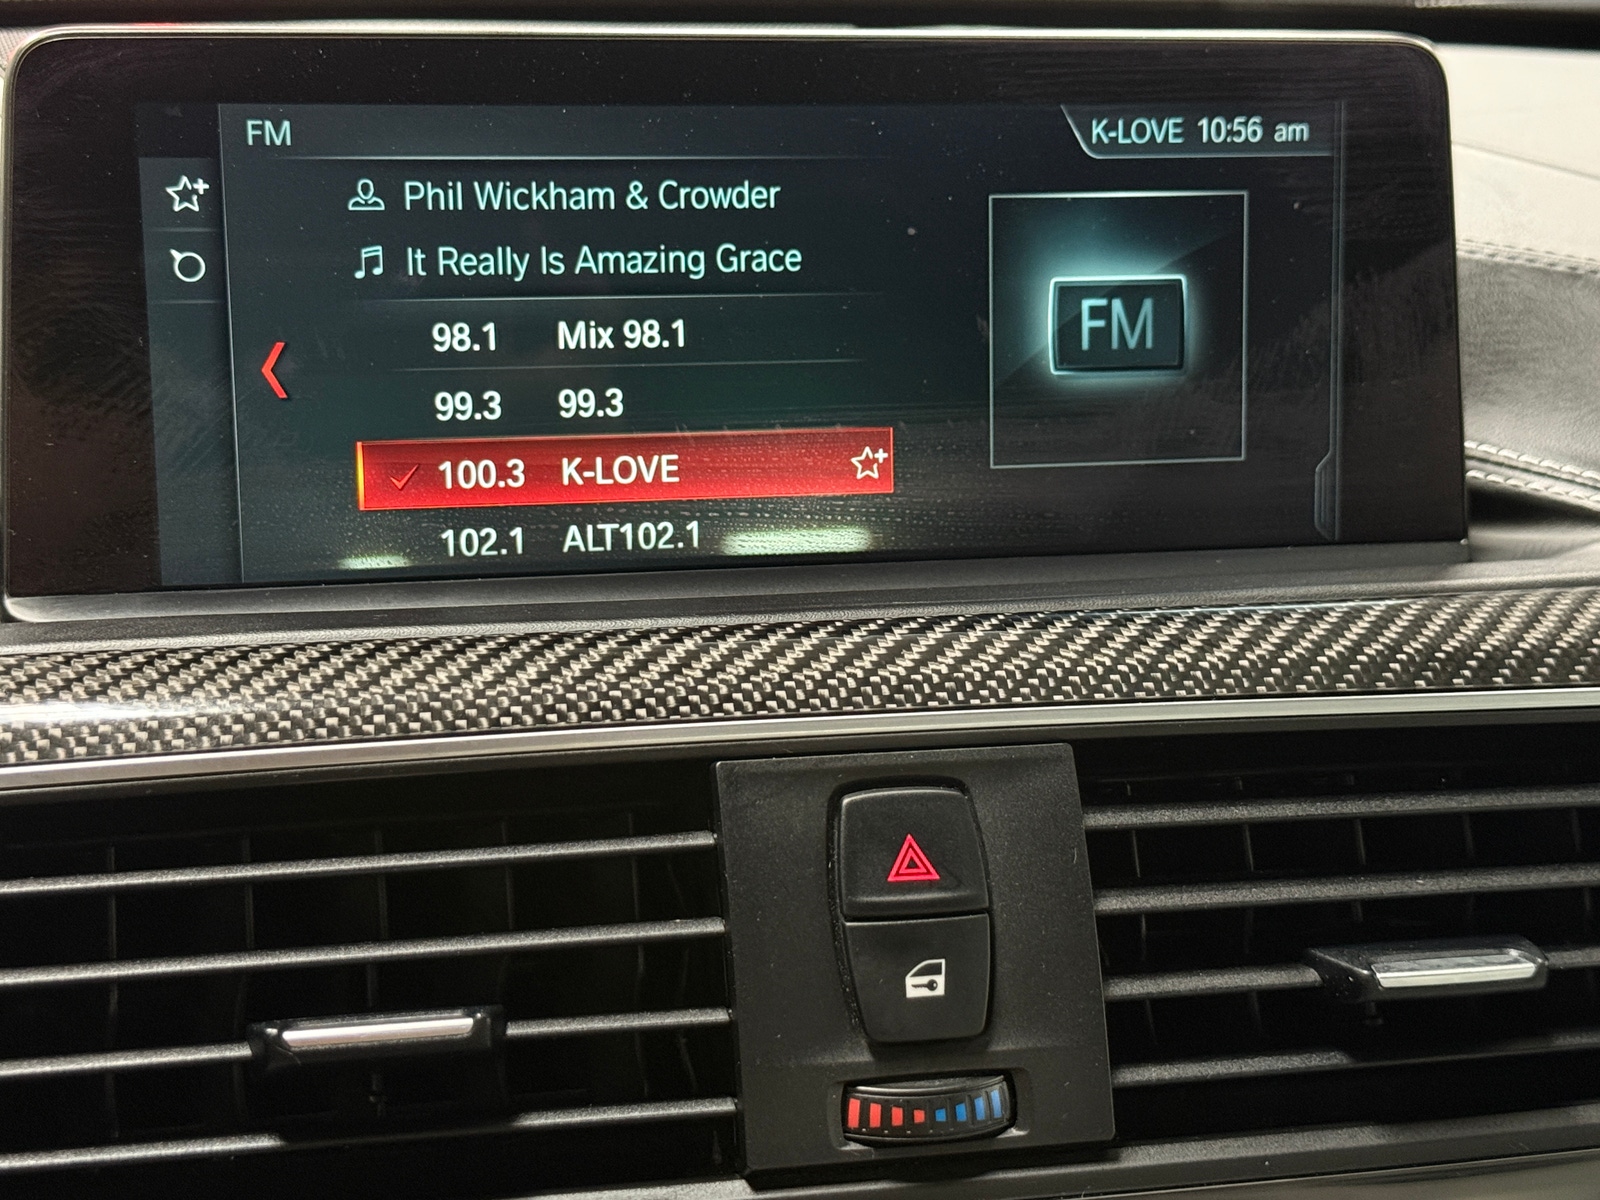 FM
K-LOVE 10:56 am
Phil Wickham & Crowder
It Really Is Amazing Grace
98.1 Mix 98.1
99.3 99.3
100.3 K-LOVE
102.1 ALT102.1
FM